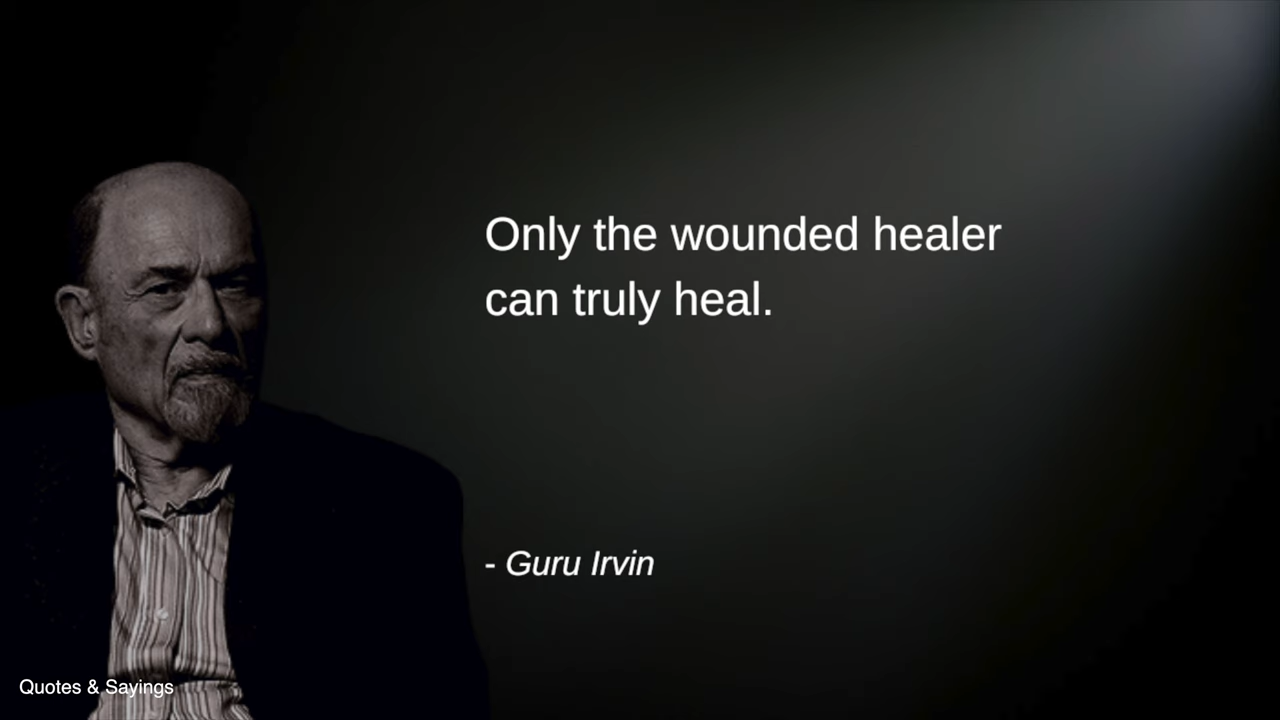 Only the wounded healer
can truly heal.
- Guru Irvin
Quotes & Sayings